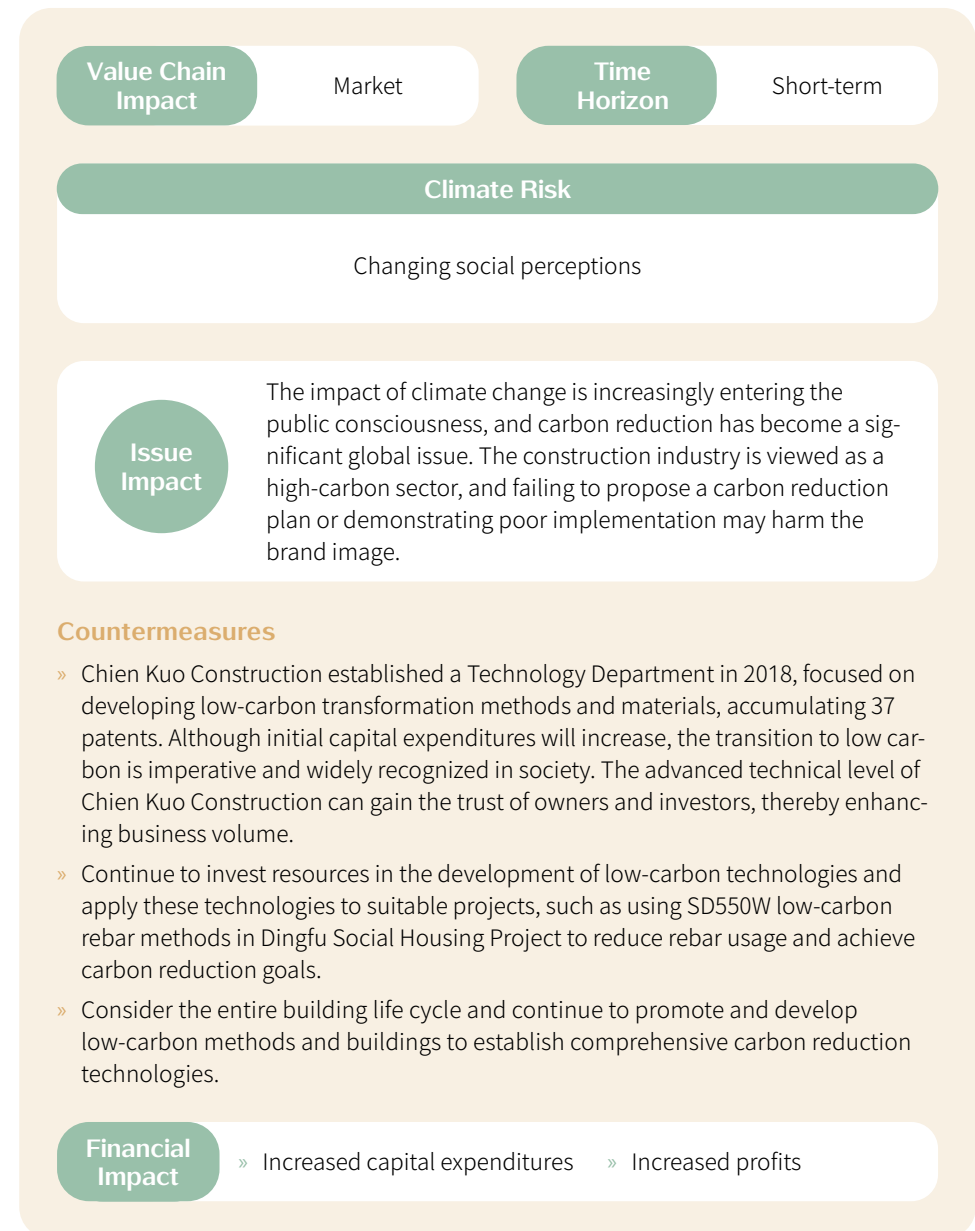 Value Chain
Impact
Market
Time
Horizon
Short-term
Climate Risk
Changing social perceptions
Issue
Impact
The impact of climate change is increasingly entering the
public consciousness, and carbon reduction has become a sig-
nificant global issue. The construction industry is viewed as a
high-carbon sector, and failing to propose a carbon reduction
plan or demonstrating poor implementation may harm the
brand image.
Countermeasures
» Chien Kuo Construction established a Technology Department in 2018, focused on
developing low-carbon transformation methods and materials, accumulating 37
patents. Although initial capital expenditures will increase, the transition to low car-
bon is imperative and widely recognized in society. The advanced technical level of
Chien Kuo Construction can gain the trust of owners and investors, thereby enhanc-
ing business volume.
» Continue to invest resources in the development of low-carbon technologies and
apply these technologies to suitable projects, such as using SD550W low-carbon
rebar methods in Dingfu Social Housing Project to reduce rebar usage and achieve
carbon reduction goals.
» Consider the entire building life cycle and continue to promote and develop
low-carbon methods and buildings to establish comprehensive carbon reduction
technologies.
Financial
Impact
» Increased capital expenditures » Increased profits